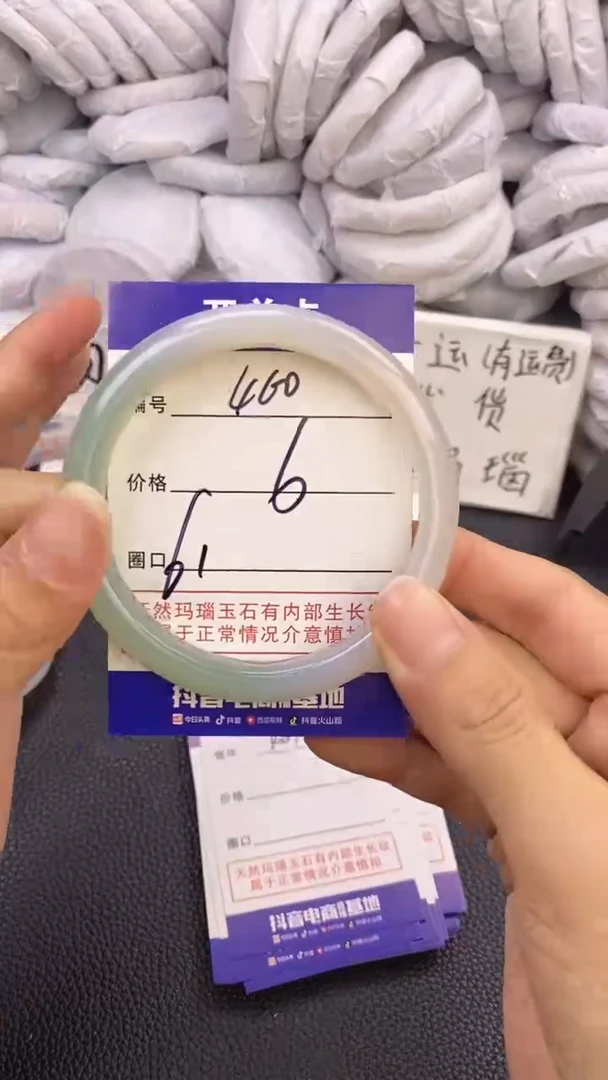 编号 460
价格 6
圈口 61
天然玛瑙玉石有内部生长纹
属于正常情况介意慎拍
抖音电商 基地
今日头条 抖音 西瓜视频 抖音火山版
运(有运费)
货
瑙
价格
圈口
天然玛瑙玉石有内部生长纹
属于正常情况介意慎拍
抖音电商 基地